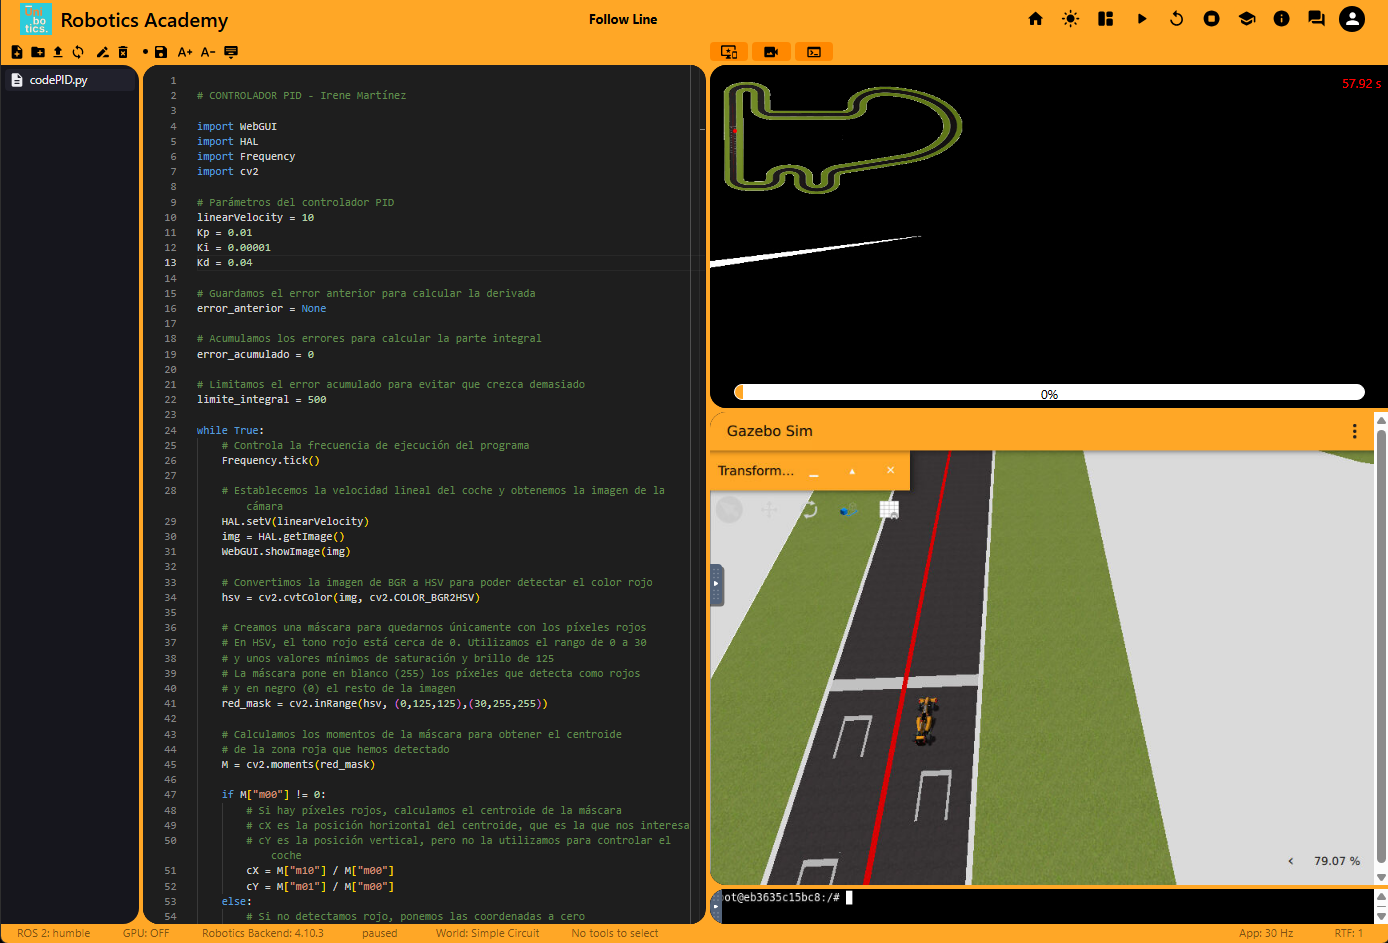 .bo
tics.
Robotics Academy
Follow Line
A+ A-
codePID.py
1
2 # CONTROLADOR PID - Irene Martínez
3
4 import WebGUI
5 import HAL
6 import Frequency
7 import cv2
8
9 # Parámetros del controlador PID
10 linearVelocity = 10
11 Kp = 0.01
12 Ki = 0.00001
13 Kd = 0.04
14
15 # Guardamos el error anterior para calcular la derivada
16 error_anterior = None
17
18 # Acumulamos los errores para calcular la parte integral
19 error_acumulado = 0
20
21 # Limitamos el error acumulado para evitar que crezca demasiado
22 limite_integral = 500
23
24 while True:
25 # Controla la frecuencia de ejecución del programa
26 Frequency.tick()
27
28 # Establecemos la velocidad lineal del coche y obtenemos la imagen de la
cámara
29 HAL.setV(linearVelocity)
30 img = HAL.getImage()
31 WebGUI.showImage(img)
32
33 # Convertimos la imagen de BGR a HSV para poder detectar el color rojo
34 hsv = cv2.cvtColor(img, cv2.COLOR_BGR2HSV)
35
36 # Creamos una máscara para quedarnos únicamente con los píxeles rojos
37 # En HSV, el tono rojo está cerca de 0. Utilizamos el rango de 0 a 30
38 # y unos valores mínimos de saturación y brillo de 125
39 # La máscara pone en blanco (255) los píxeles que detecta como rojos
40 # y en negro (0) el resto de la imagen
41 red_mask = cv2.inRange(hsv, (0,125,125),(30,255,255))
42
43 # Calculamos los momentos de la máscara para obtener el centroide
44 # de la zona roja que hemos detectado
45 M = cv2.moments(red_mask)
46
47 if M["m00"] != 0:
48 # Si hay píxeles rojos, calculamos el centroide de la máscara
49 # cX es la posición horizontal del centroide, que es la que nos interesa
50 # cY es la posición vertical, pero no la utilizamos para controlar el
coche
51 cX = M["m10"] / M["m00"]
52 cY = M["m01"] / M["m00"]
53 else:
54 # Si no detectamos rojo, ponemos las coordenadas a cero
57.92 s
0%
Gazebo Sim
Transform...
79.07 %
ot@eb3635c15bc8:/#
ROS 2: humble
GPU: OFF
Robotics Backend: 4.10.3
paused
World: Simple Circuit
No tools to select
App: 30 Hz
RTF: 1